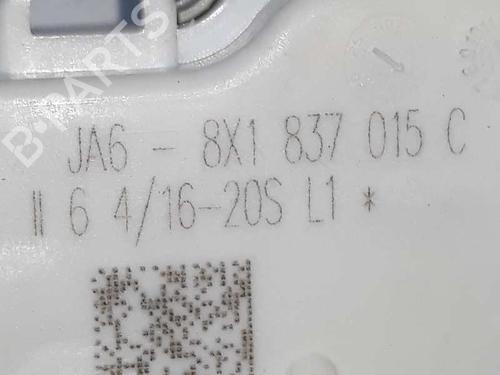 B-PARTS
JA6 - 8X1 837 015 C
II 6 4/16-20S L1 *